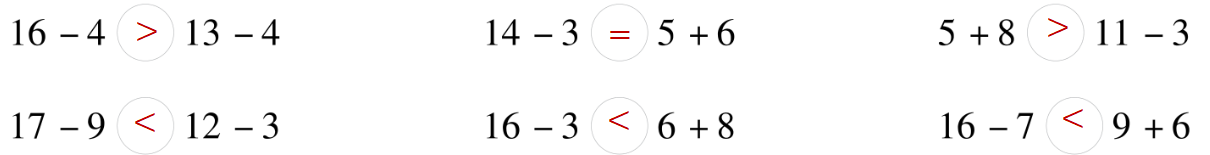 16 − 4 > 13 − 4 14 − 3 = 5 + 6 5 + 8 > 11 − 3
17 − 9 < 12 − 3 16 − 3 < 6 + 8 16 − 7 < 9 + 6